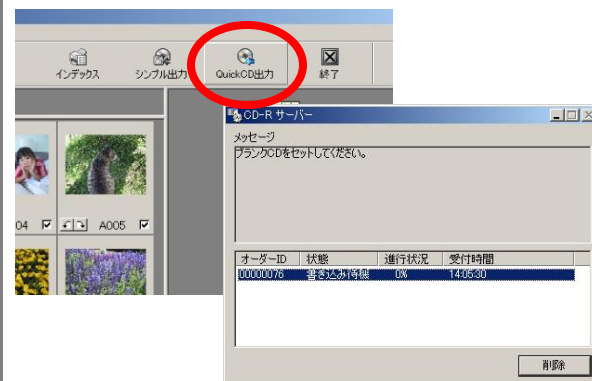 インデックス シンプル出力 QuickCD出力 終了
04 A005
CD-R サーバー
メッセージ
ブランクCDをセットしてください。
オーダーID 状態 進行状況 受付時間
00000076 書き込み待機 0% 14:05:30
削除